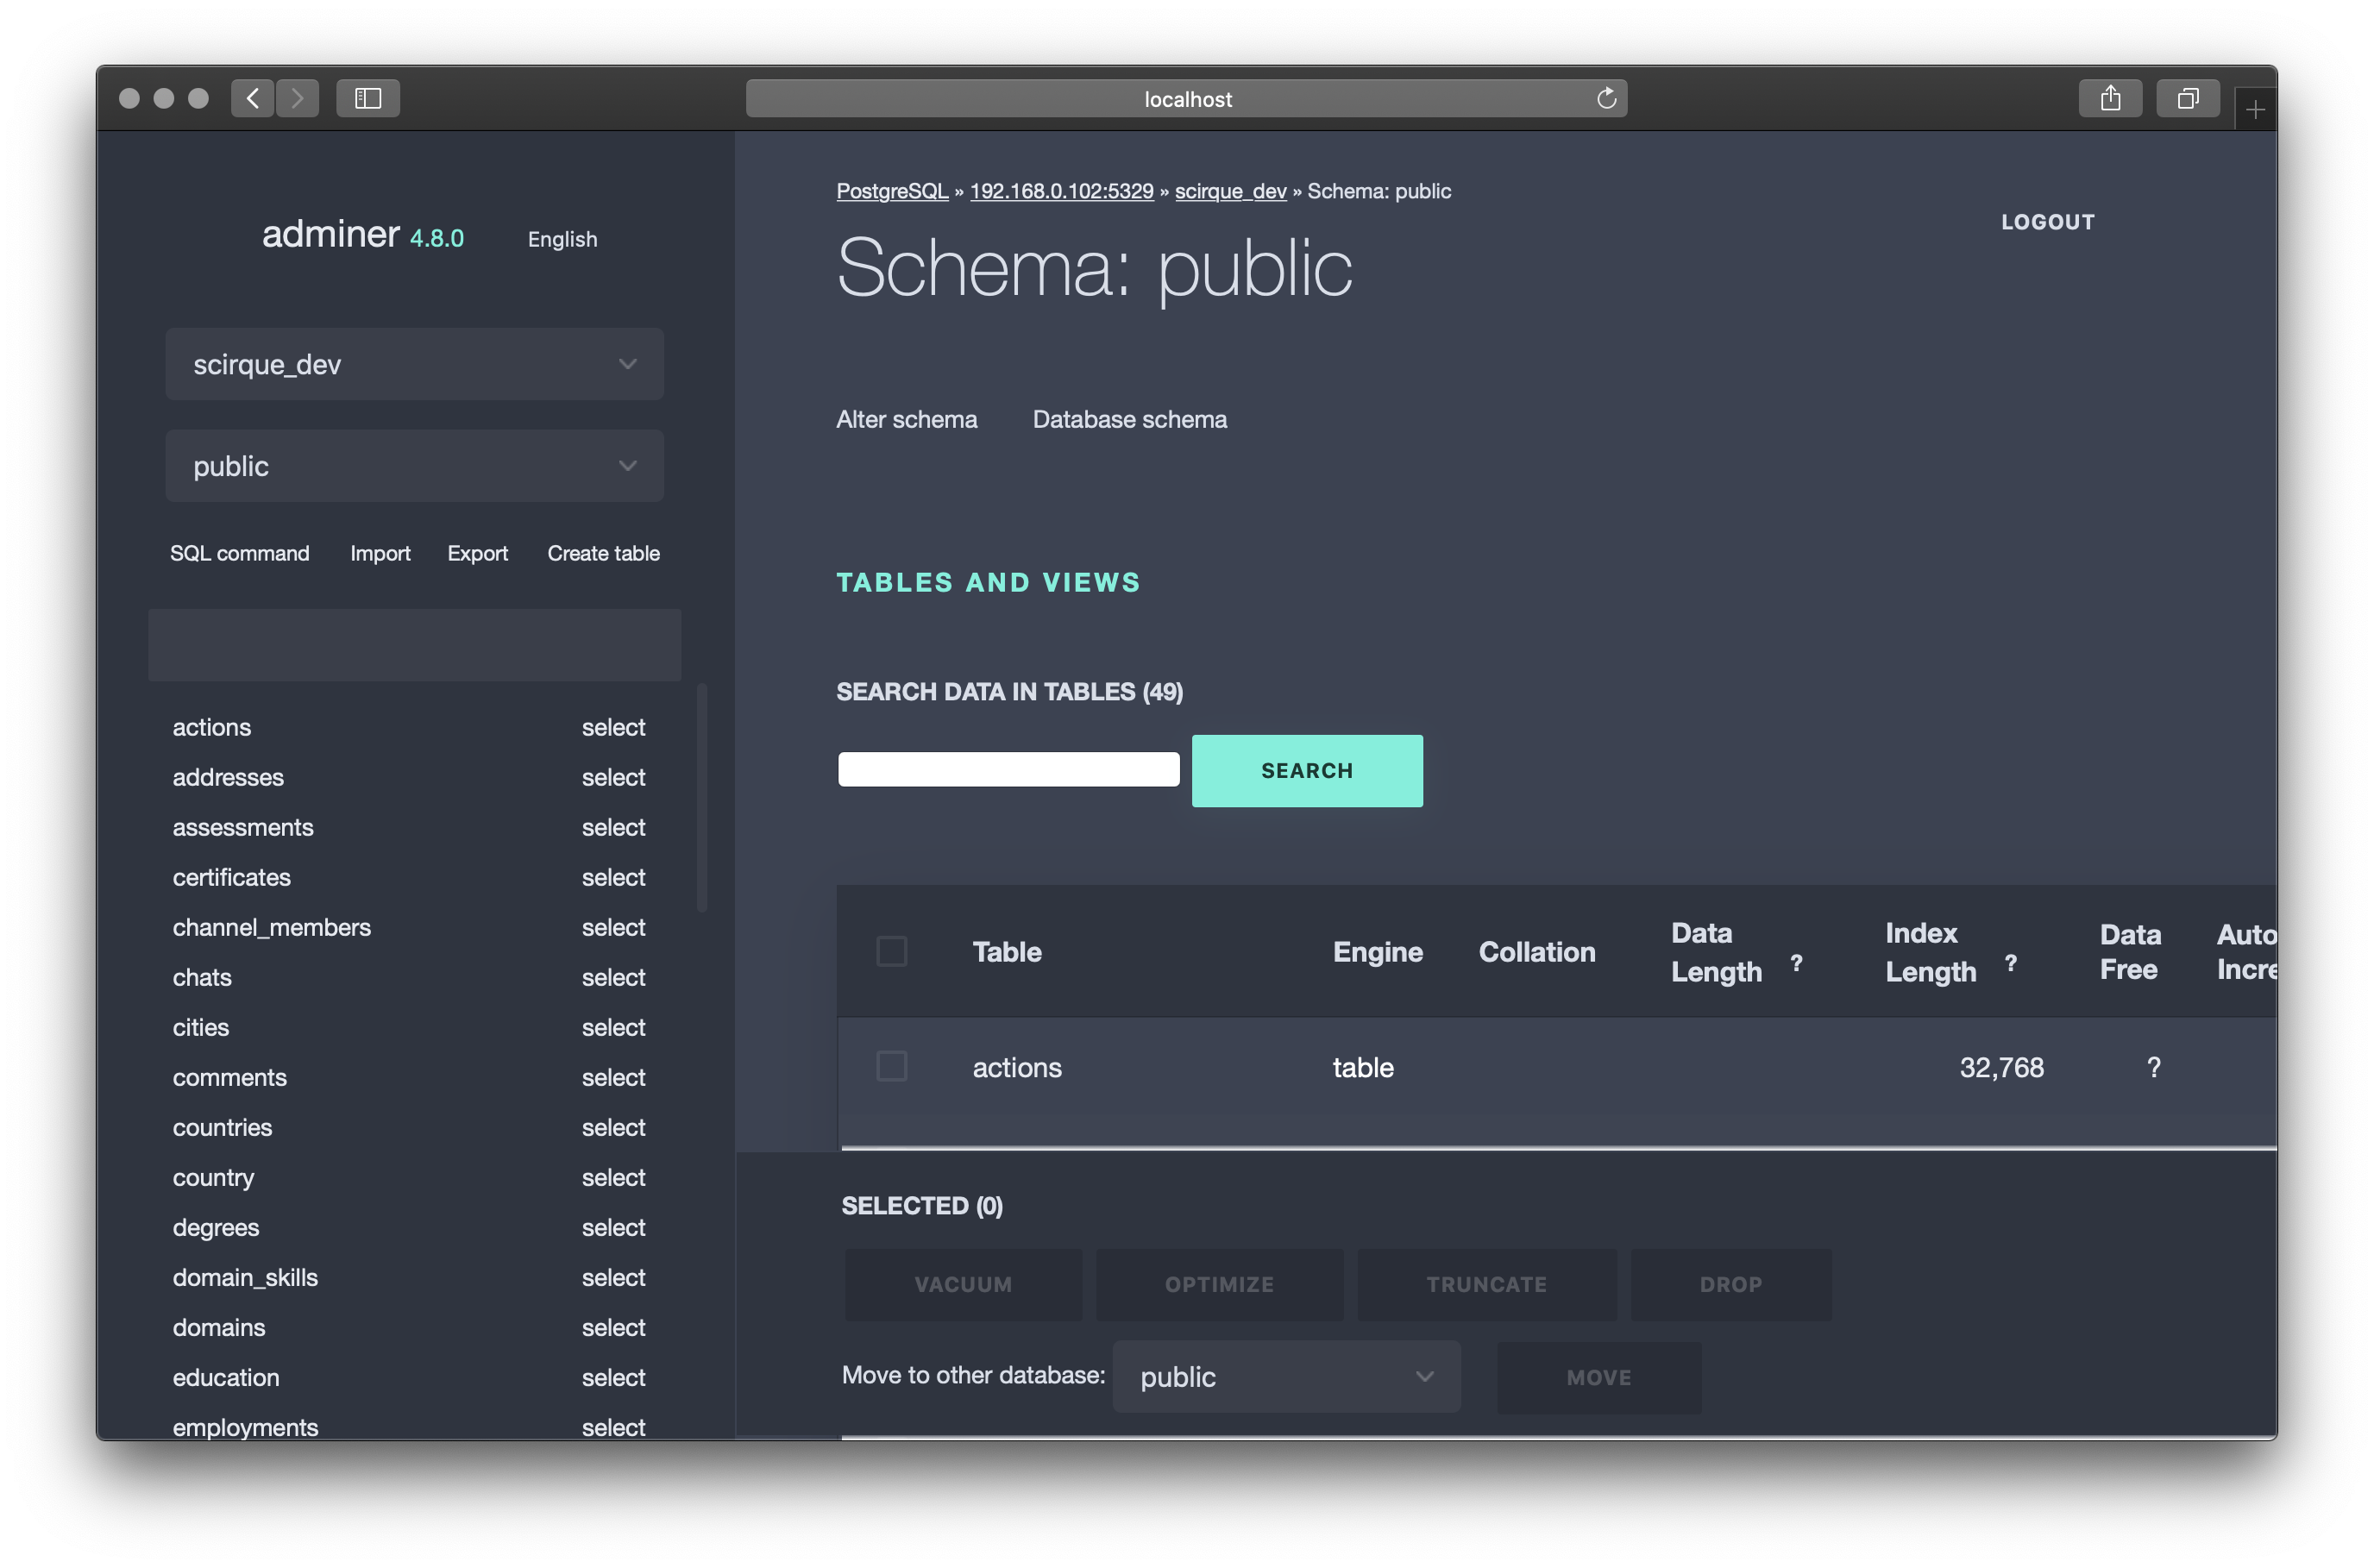 localhost
adminer 4.8.0 English
scirque_dev
public
SQL command Import Export Create table
actions select
addresses select
assessments select
certificates select
channel_members select
chats select
cities select
comments select
countries select
country select
degrees select
domain_skills select
domains select
education select
employments select
PostgreSQL » 192.168.0.102:5329 » scirque_dev » Schema: public
LOGOUT
Schema: public
Alter schema Database schema
TABLES AND VIEWS
SEARCH DATA IN TABLES (49)
SEARCH
Table Engine Collation Data Length ? Index Length ? Data Free Auto Incre
actions table 32,768 ?
SELECTED (0)
VACUUM OPTIMIZE TRUNCATE DROP
Move to other database: public MOVE